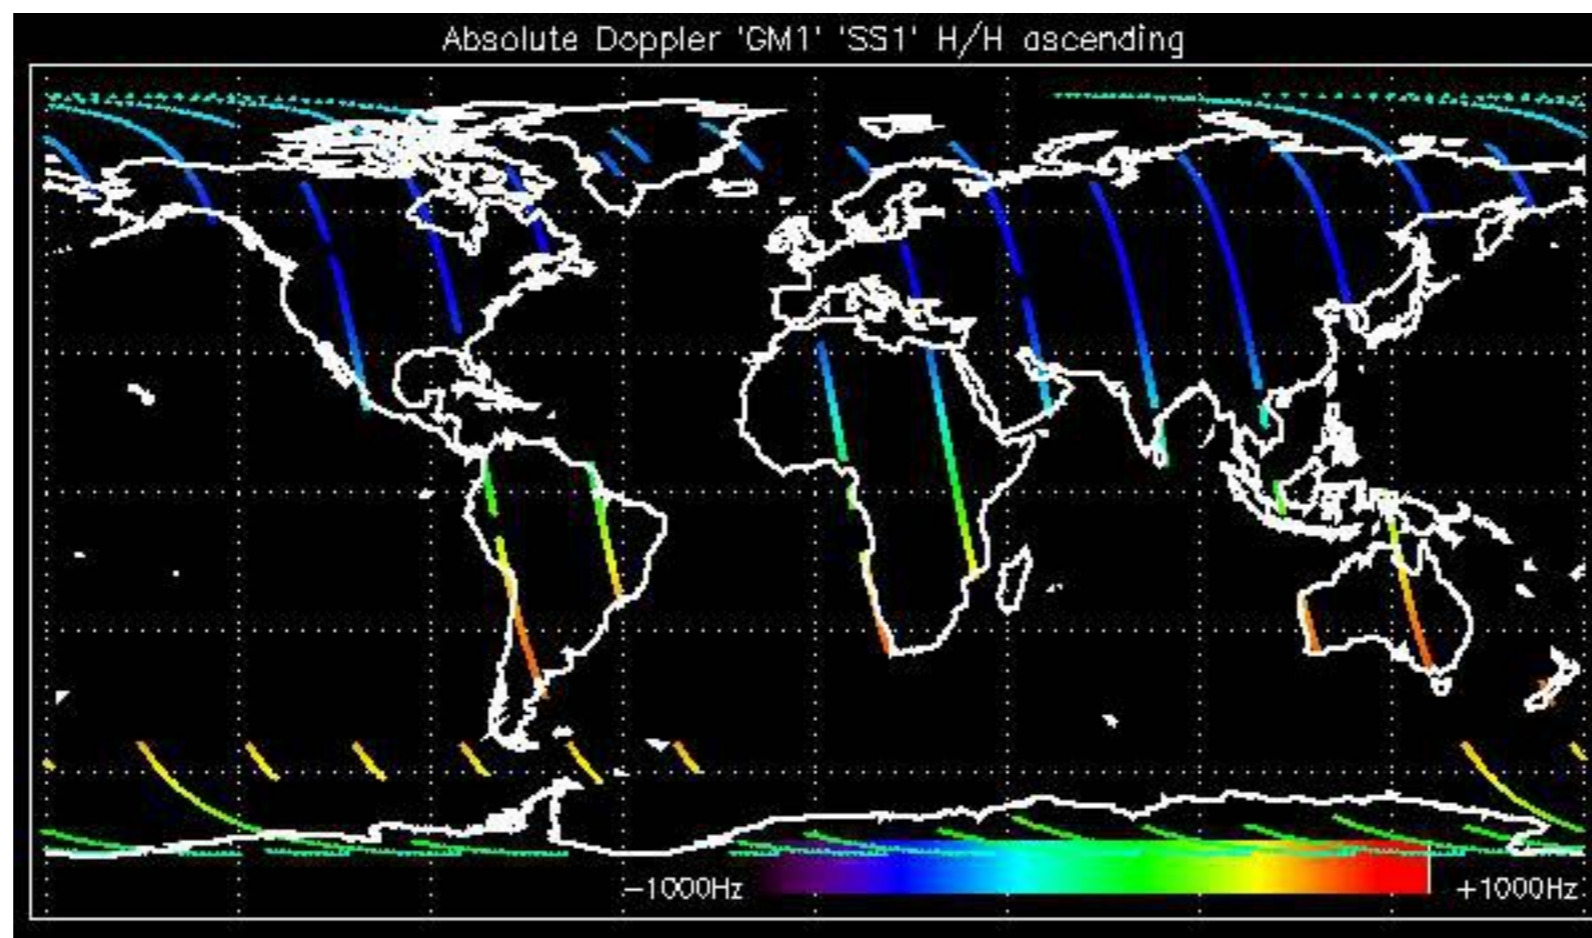 Absolute Doppler 'GM1' 'SS1' H/H ascending
-1000Hz +1000Hz